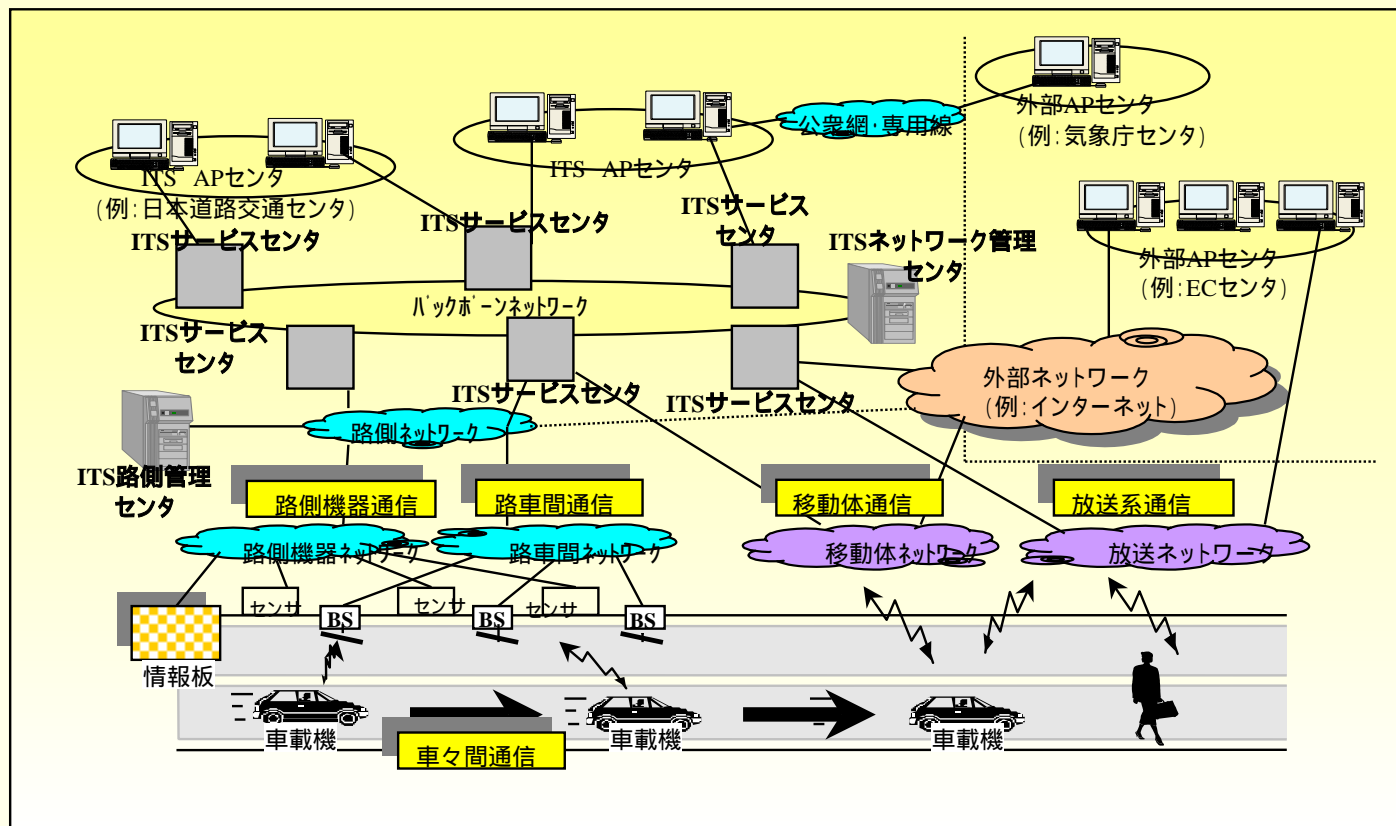 外部APセンタ
(例:気象庁センタ)
公衆網・専用線
ITS APセンタ
(例:日本道路交通センタ)
ITS APセンタ
ITSサービスセンタ
ITSサービスセンタ
ITSサービス
センタ
ITSネットワーク管理
センタ
外部APセンタ
(例:ECセンタ)
バックボーンネットワーク
ITSサービス
センタ
ITSサービスセンタ
ITSサービスセンタ
外部ネットワーク
(例:インターネット)
路側ネットワーク
ITS路側管理
センタ
路側機器通信
路車間通信
移動体通信
放送系通信
路側機器ネットワーク
路車間ネットワーク
移動体ネットワーク
放送ネットワーク
センサ
センサ
センサ
BS
BS
BS
情報板
車載機
車載機
車載機
車々間通信